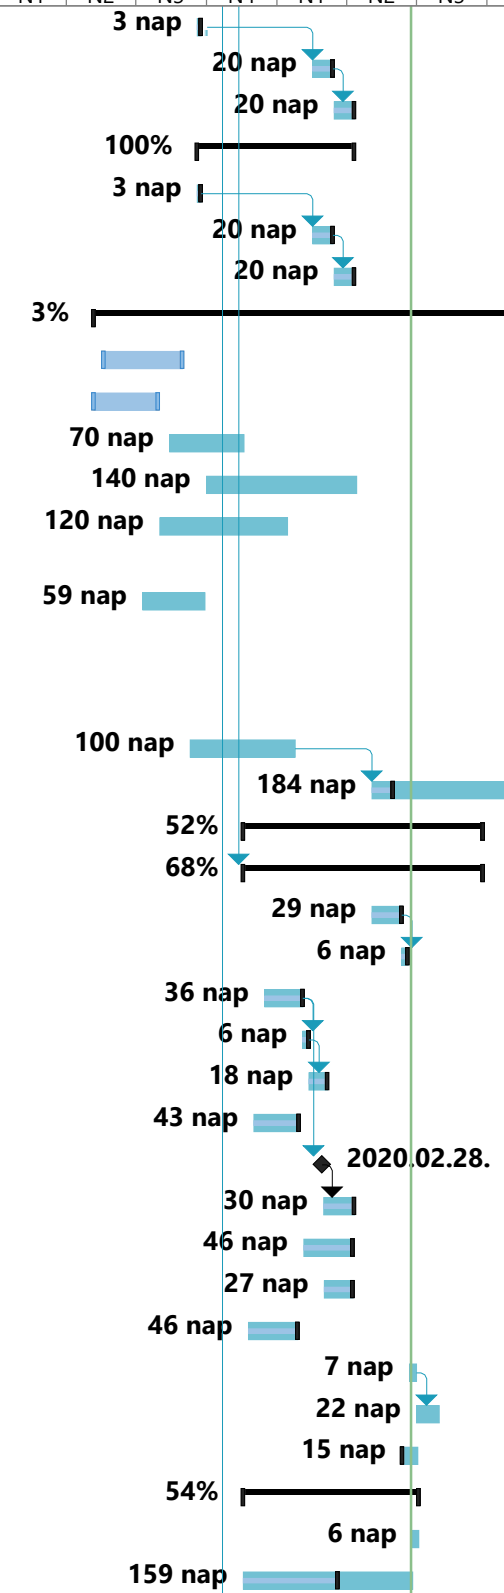 3 nap
20 nap
20 nap
100%
3 nap
20 nap
20 nap
3%
70 nap
140 nap
120 nap
59 nap
100 nap
184 nap
52%
68%
29 nap
6 nap
36 nap
6 nap
18 nap
43 nap
2020.02.28.
30 nap
46 nap
27 nap
46 nap
7 nap
22 nap
15 nap
54%
6 nap
159 nap